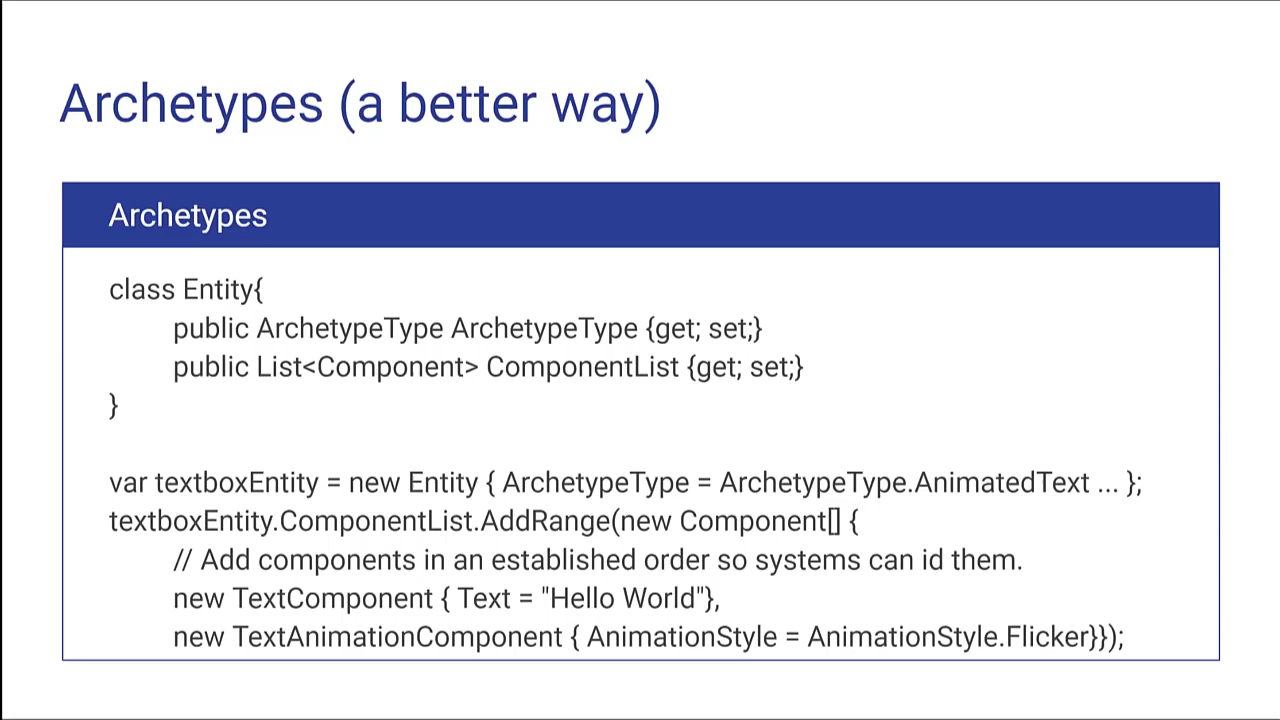 Archetypes (a better way)
Archetypes
class Entity{
public ArchetypeType ArchetypeType {get; set;}
public List<Component> ComponentList {get; set;}
}
var textboxEntity = new Entity { ArchetypeType = ArchetypeType.AnimatedText ... };
textboxEntity.ComponentList.AddRange(new Component[] {
// Add components in an established order so systems can id them.
new TextComponent { Text = "Hello World"},
new TextAnimationComponent { AnimationStyle = AnimationStyle.Flicker}});